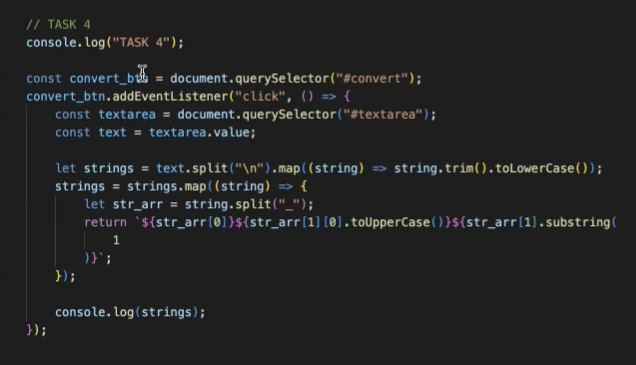 // TASK 4
console.log("TASK 4");
const convert_btn = document.querySelector("#convert");
convert_btn.addEventListener("click", () => {
const textarea = document.querySelector("#textarea");
const text = textarea.value;
let strings = text.split("\n").map((string) => string.trim().toLowerCase());
strings = strings.map((string) => {
let str_arr = string.split("_");
return `${str_arr[0]}${str_arr[1][0].toUpperCase()}${str_arr[1].substring(
1
)}`;
});
console.log(strings);
});